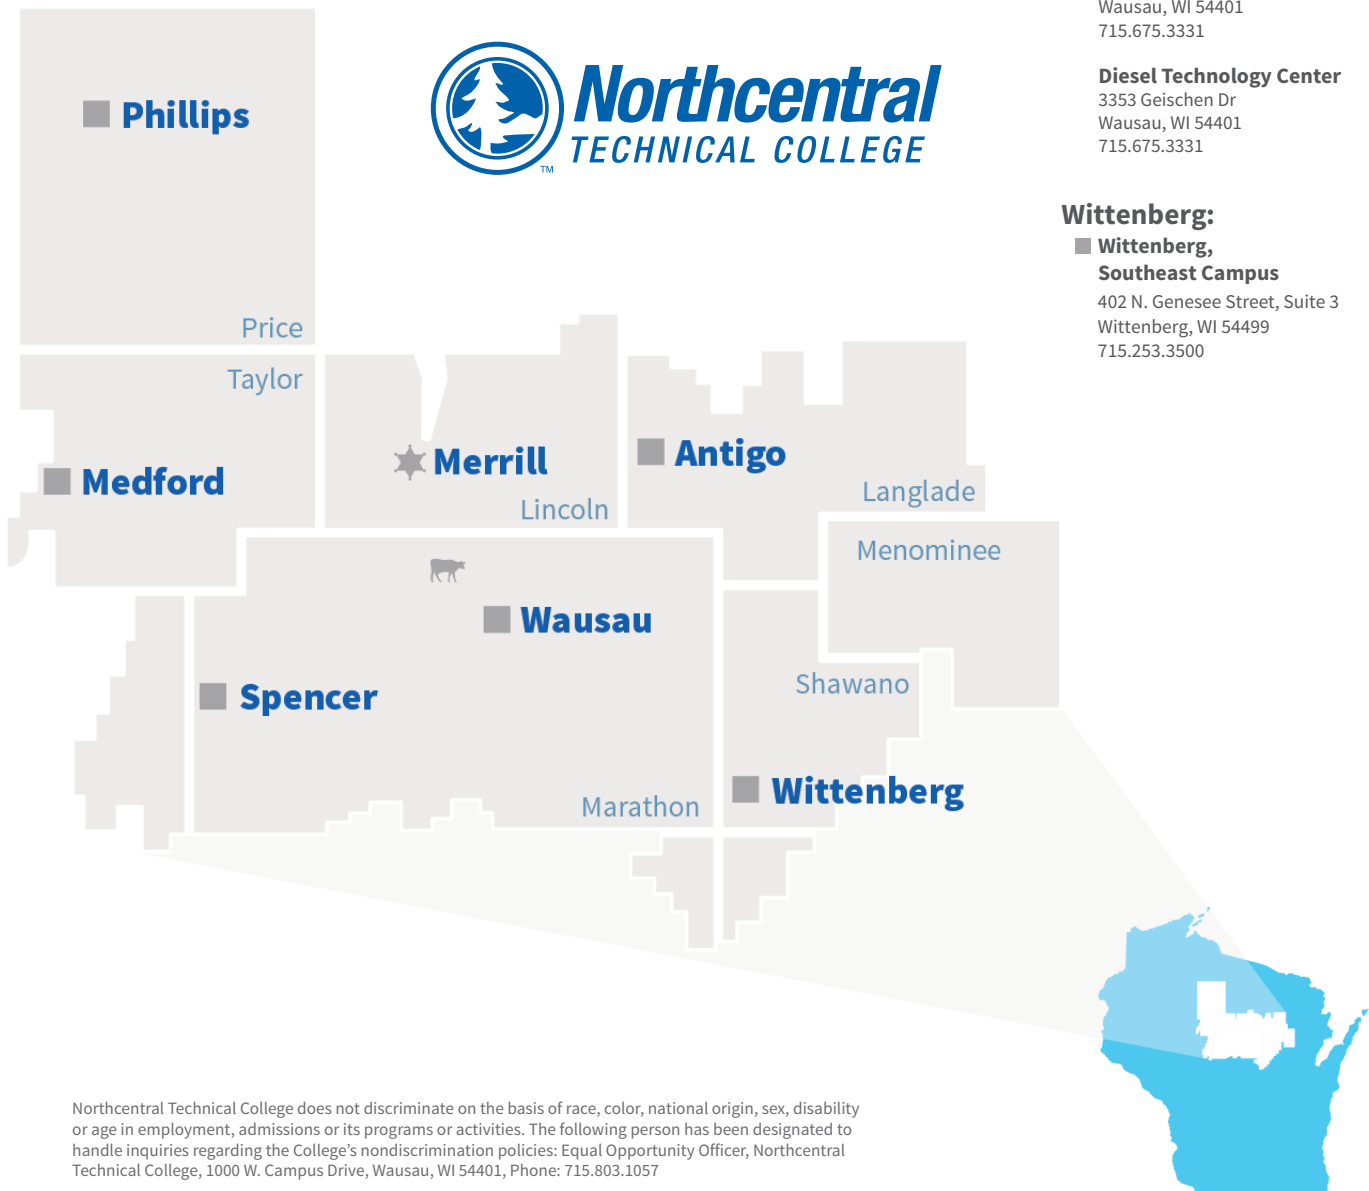 Wausau, WI 54401
715.675.3331
Diesel Technology Center
3353 Geischen Dr
Wausau, WI 54401
715.675.3331
Wittenberg:
Wittenberg,
Southeast Campus
402 N. Genesee Street, Suite 3
Wittenberg, WI 54499
715.253.3500
Northcentral
TECHNICAL COLLEGE
TM
Phillips
Price
Taylor
Medford
Merrill
Lincoln
Antigo
Langlade
Menominee
Wausau
Spencer
Shawano
Marathon
Wittenberg
Northcentral Technical College does not discriminate on the basis of race, color, national origin, sex, disability
or age in employment, admissions or its programs or activities. The following person has been designated to
handle inquiries regarding the College’s nondiscrimination policies: Equal Opportunity Officer, Northcentral
Technical College, 1000 W. Campus Drive, Wausau, WI 54401, Phone: 715.803.1057